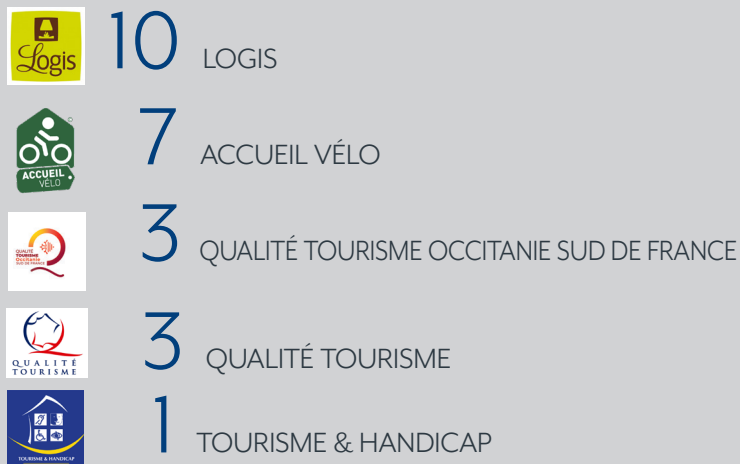 Logis
10 LOGIS
ACCUEIL
VÉLO
7 ACCUEIL VÉLO
QUALITÉ
TOURISME
Occitanie
SUD DE FRANCE
3 QUALITÉ TOURISME OCCITANIE SUD DE FRANCE
QUALITÉ
TOURISME
3 QUALITÉ TOURISME
TOURISME & HANDICAP
1 TOURISME & HANDICAP